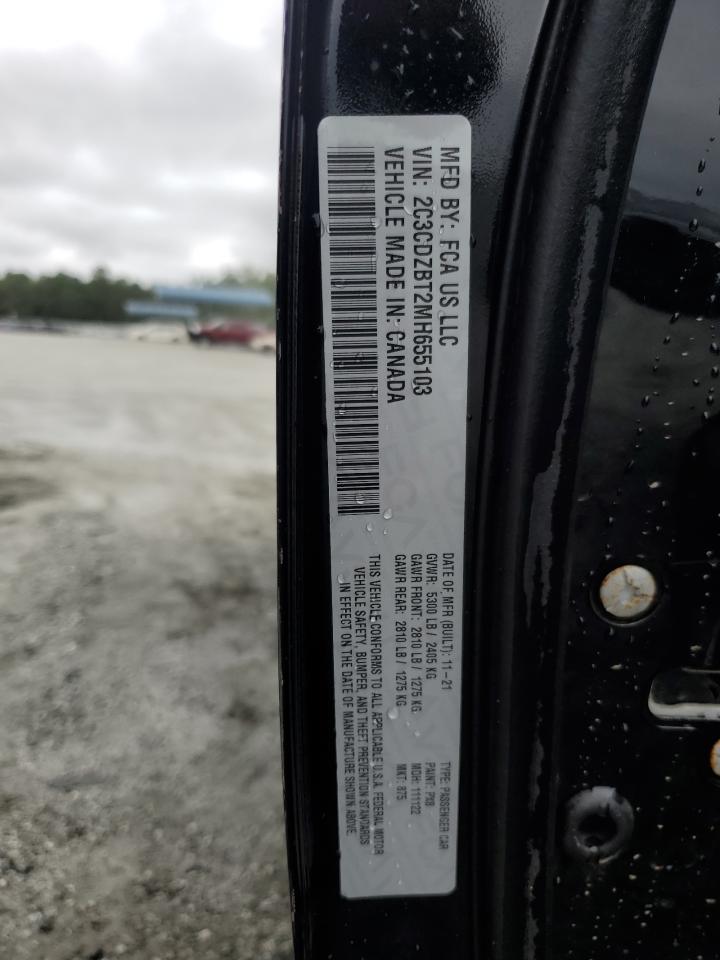 MFD BY: FCA US LLC
VIN: 2C3CDZBT2MH655103
VEHICLE MADE IN: CANADA
DATE OF MFR (BUILT): 11-21
GVWR: 5300 LB / 2405 KG
GAWR FRONT: 2810 LB / 1275 KG
GAWR REAR: 2810 LB / 1275 KG
TYPE: PASSENGER CAR
PAINT: PX8
MDH: 111122
MKT: 875
THIS VEHICLE CONFORMS TO ALL APPLICABLE U.S.A. FEDERAL MOTOR
VEHICLE SAFETY, BUMPER, AND THEFT PREVENTION STANDARDS
IN EFFECT ON THE DATE OF MANUFACTURE SHOWN ABOVE.